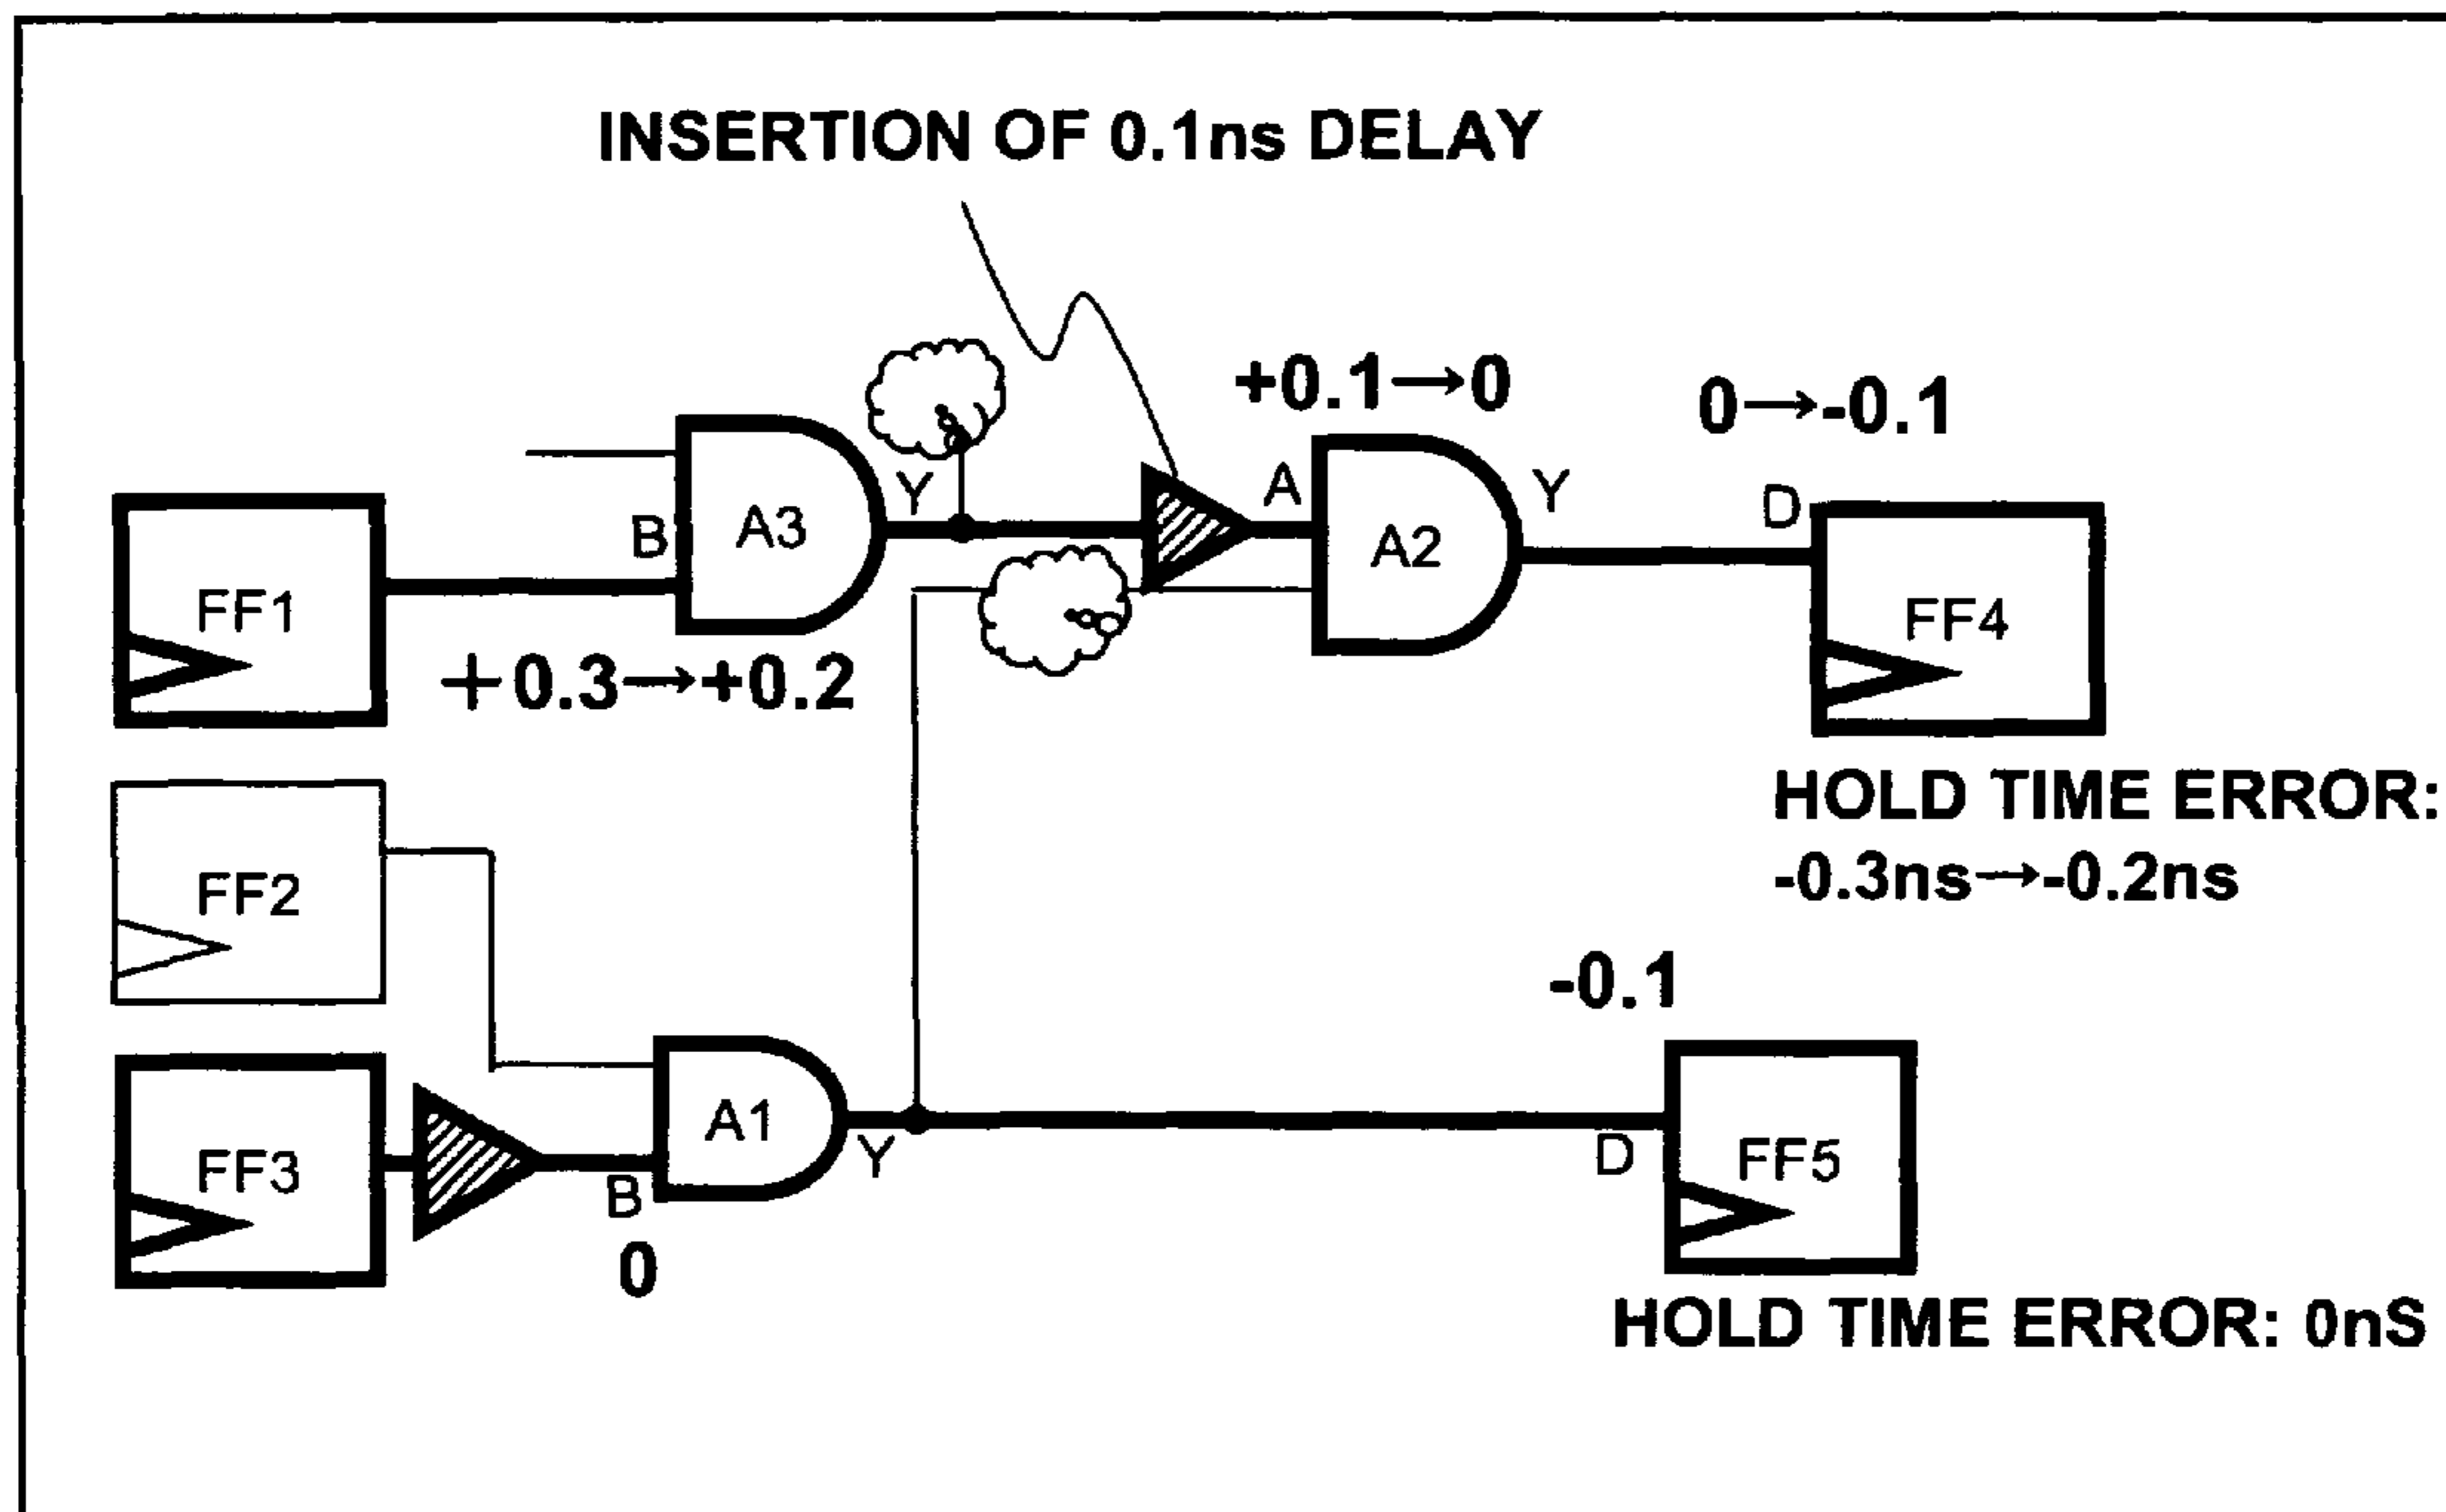 INSERTION OF 0.1ns DELAY
+0.1→0
0→-0.1
Y
A
Y
D
B
A3
A2
FF1
FF4
+0.3→+0.2
HOLD TIME ERROR:
-0.3ns→-0.2ns
FF2
-0.1
A1
Y
D
FF3
FF5
B
0
HOLD TIME ERROR: 0nS